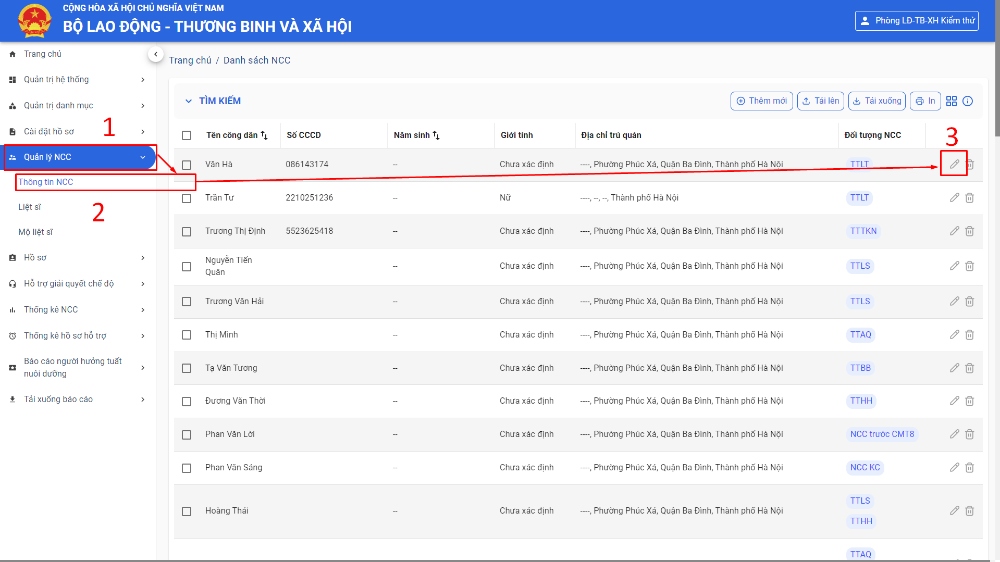 CỘNG HÒA XÃ HỘI CHỦ NGHĨA VIỆT NAM
BỘ LAO ĐỘNG - THƯƠNG BINH VÀ XÃ HỘI
Phòng LĐ-TB-XH Kiểm thử
Trang chủ
Quản trị hệ thống
Quản trị danh mục
Cài đặt hồ sơ
1
Quản lý NCC
Thông tin NCC
2
Liệt sĩ
Mộ liệt sĩ
Hồ sơ
Hỗ trợ giải quyết chế độ
Thống kê NCC
Thống kê hồ sơ hỗ trợ
Báo cáo người hưởng tuất
nuôi dưỡng
Tải xuống báo cáo
Trang chủ / Danh sách NCC
TÌM KIẾM
Thêm mới
Tải lên
Tải xuống
In
Tên công dân Số CCCD Năm sinh Giới tính Địa chỉ trú quán Đối tượng NCC
3
Văn Hà 086143174 -- Chưa xác định ----, Phường Phúc Xá, Quận Ba Đình, Thành phố Hà Nội TTLT
Trần Tư 2210251236 -- Nữ ----, --, --, Thành phố Hà Nội TTLT
Trương Thị Định 5523625418 -- Chưa xác định ----, Phường Phúc Xá, Quận Ba Đình, Thành phố Hà Nội TTTKN
Nguyễn Tiến
Quân -- Chưa xác định ----, Phường Phúc Xá, Quận Ba Đình, Thành phố Hà Nội TTLS
Trương Văn Hải -- Chưa xác định ----, Phường Phúc Xá, Quận Ba Đình, Thành phố Hà Nội TTLS
Thị Mình -- Chưa xác định ----, Phường Phúc Xá, Quận Ba Đình, Thành phố Hà Nội TTAQ
Tạ Văn Tương -- Chưa xác định ----, Phường Phúc Xá, Quận Ba Đình, Thành phố Hà Nội TTBB
Đương Văn Thời -- Chưa xác định ----, Phường Phúc Xá, Quận Ba Đình, Thành phố Hà Nội TTHH
Phan Văn Lời -- Chưa xác định ----, Phường Phúc Xá, Quận Ba Đình, Thành phố Hà Nội NCC trước CMT8
Phan Văn Sáng -- Chưa xác định ----, Phường Phúc Xá, Quận Ba Đình, Thành phố Hà Nội NCC KC
Hoàng Thái -- Chưa xác định ----, Phường Phúc Xá, Quận Ba Đình, Thành phố Hà Nội TTLS
TTHH
TTAQ